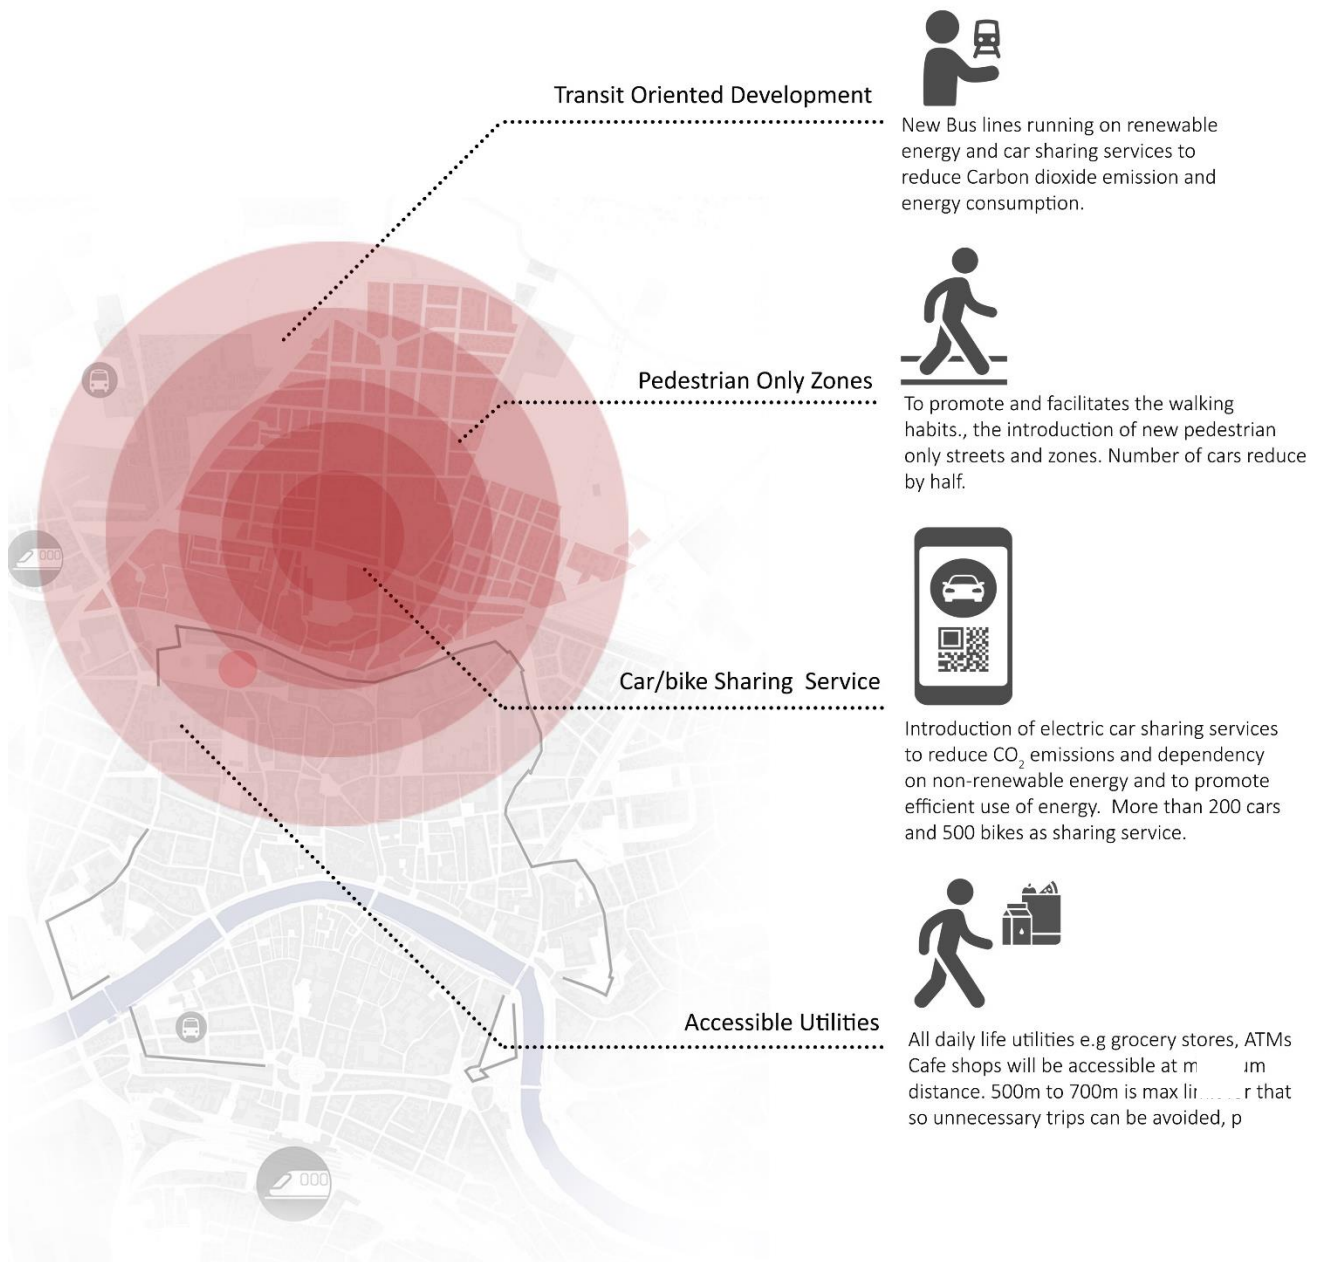 Transit Oriented Development
New Bus lines running on renewable
energy and car sharing services to
reduce Carbon dioxide emission and
energy consumption.
Pedestrian Only Zones
To promote and facilitates the walking
habits., the introduction of new pedestrian
only streets and zones. Number of cars reduce
by half.
Car/bike Sharing Service
Introduction of electric car sharing services
to reduce CO₂ emissions and dependency
on non-renewable energy and to promote
efficient use of energy. More than 200 cars
and 500 bikes as sharing service.
Accessible Utilities
All daily life utilities e.g grocery stores, ATMs
Cafe shops will be accessible at
distance. 500m to 700m is max that
so unnecessary trips can be avoided, p